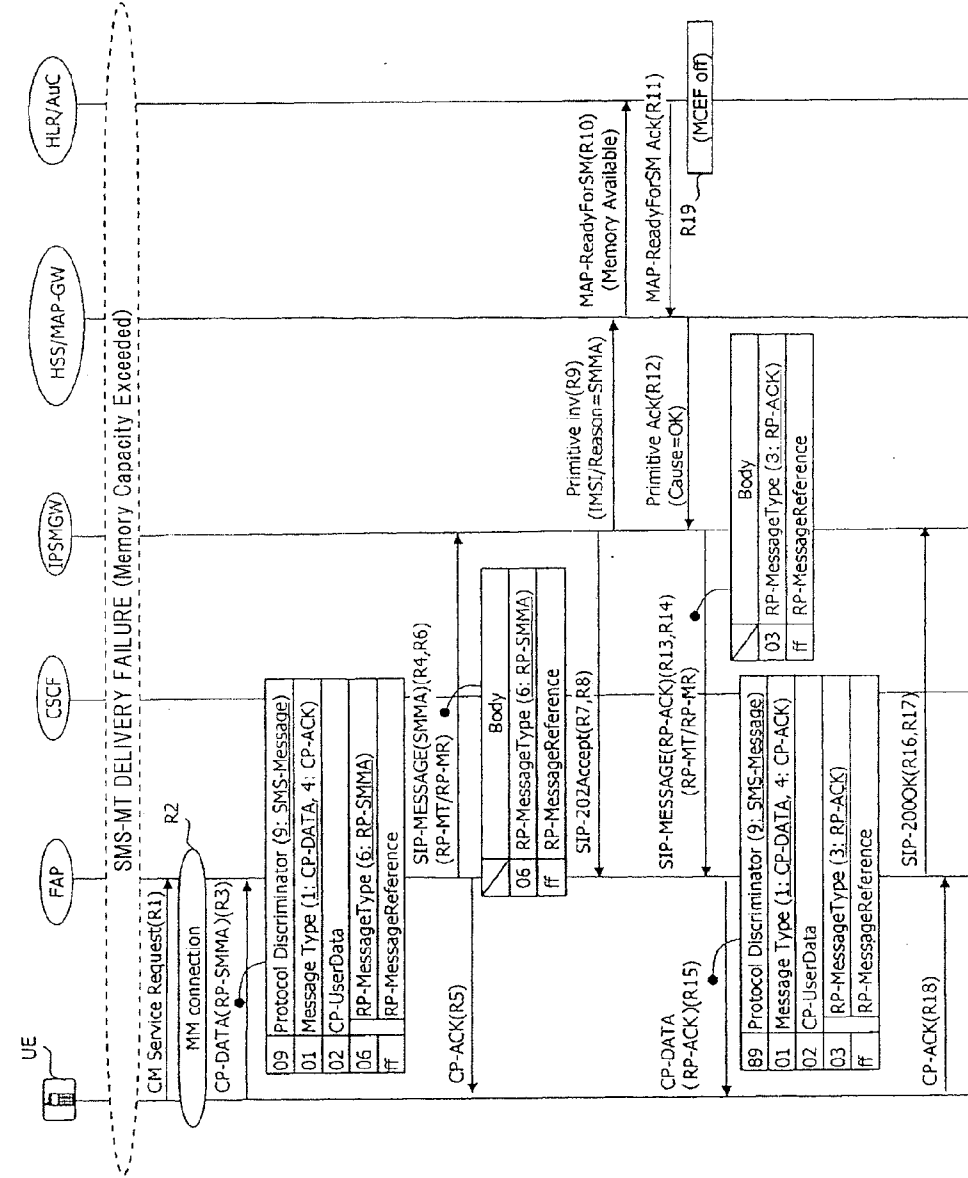 UE
FAP
CSCF
IPSMGW
HSS/MAP-GW
HLR/AuC
SMS-MT DELIVERY FAILURE (Memory Capacity Exceeded)
CM Service Request(R1)
R2
MM connection
CP-DATA(RP-SMMA)(R3)
09 Protocol Discriminator (9: SMS-Message)
01 Message Type (1: CP-DATA, 4: CP-ACK)
02 CP-UserData
06 RP-MessageType (6: RP-SMMA)
ff RP-MessageReference
SIP-MESSAGE(SMMA)(R4,R6)
(RP-MT/RP-MR)
CP-ACK(R5)
Body
06 RP-MessageType (6: RP-SMMA)
ff RP-MessageReference
SIP-202Accept(R7,R8)
Primitive inv(R9)
(IMSI/Reason=SMMA)
MAP-ReadyForSM(R10)
(Memory Available)
MAP-ReadyForSM Ack(R11)
R19
(MCEF off)
Primitive Ack(R12)
(Cause=OK)
SIP-MESSAGE(RP-ACK)(R13,R14)
(RP-MT/RP-MR)
Body
03 RP-MessageType (3: RP-ACK)
ff RP-MessageReference
CP-DATA
(RP-ACK)(R15)
89 Protocol Discriminator (9: SMS-Message)
01 Message Type (1: CP-DATA, 4: CP-ACK)
02 CP-UserData
03 RP-MessageType (3: RP-ACK)
ff RP-MessageReference
SIP-200OK(R16,R17)
CP-ACK(R18)